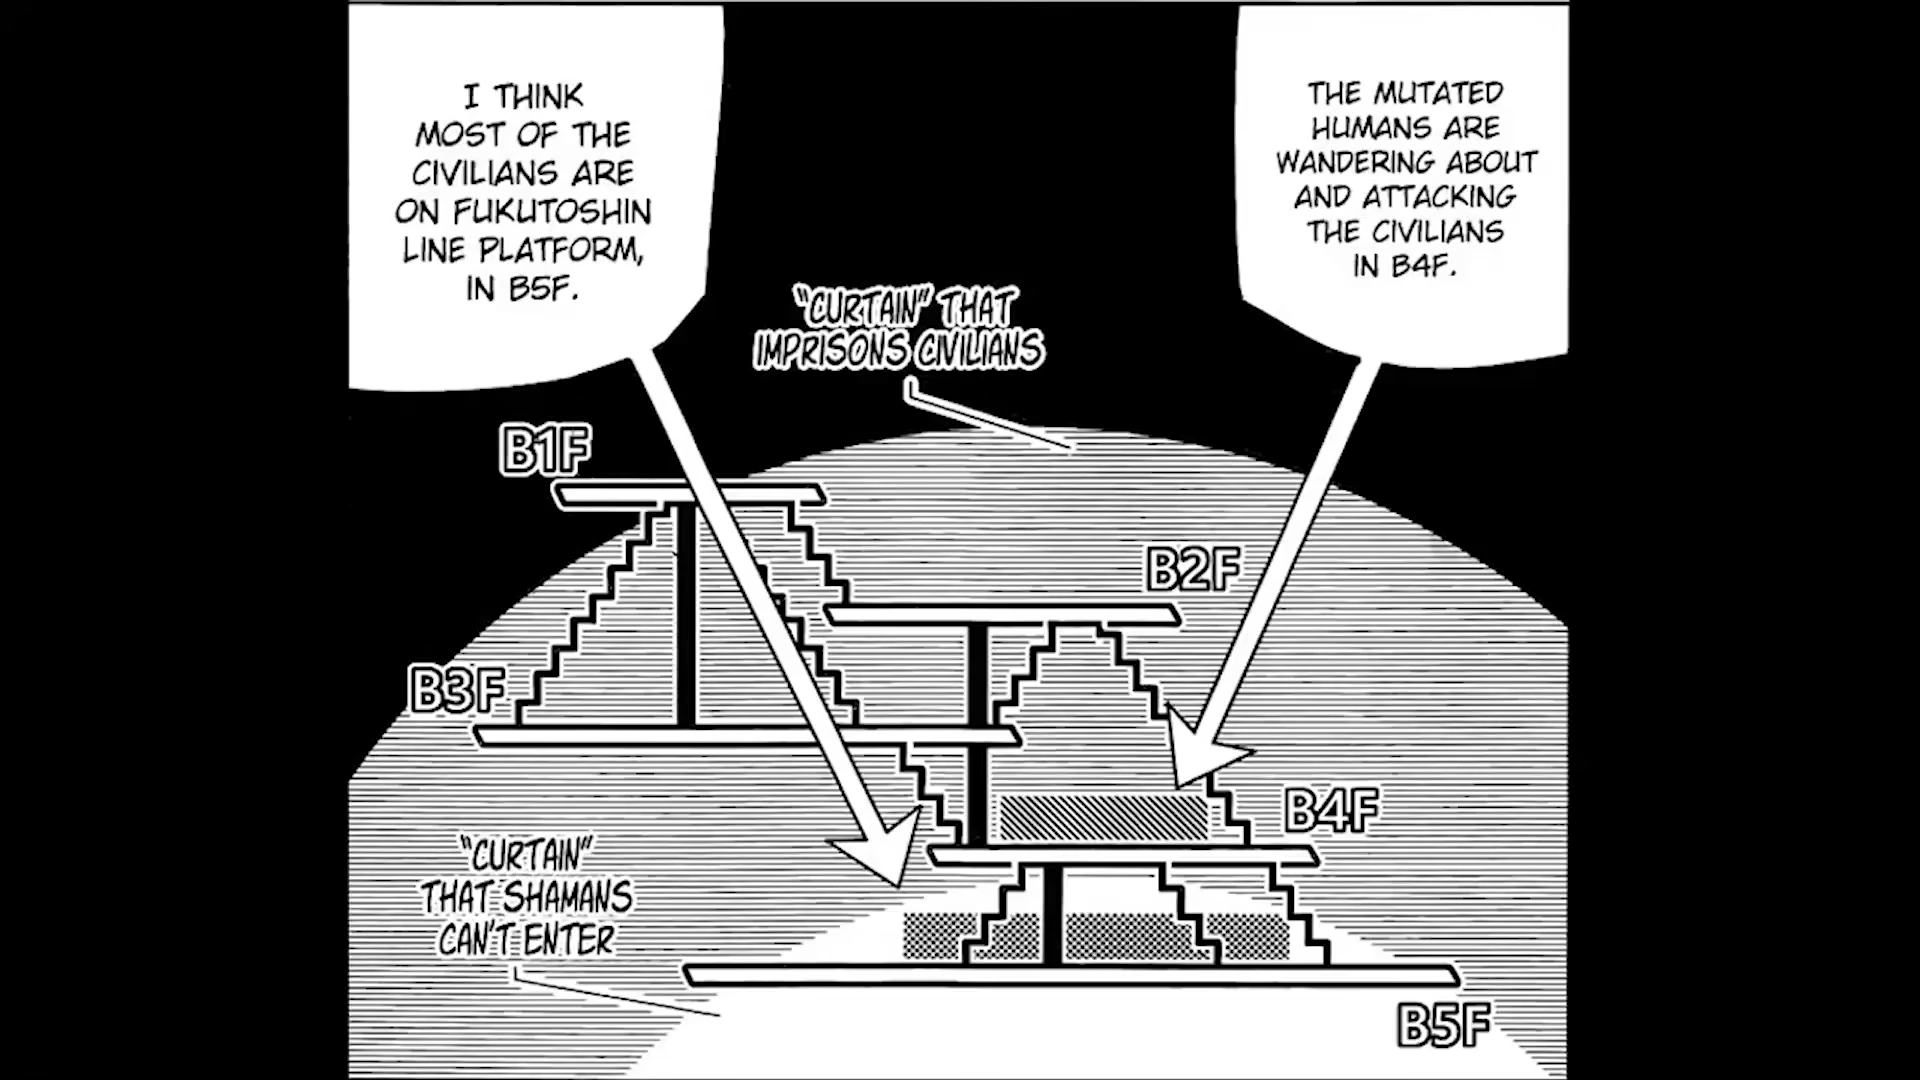 THE MUTATED
HUMANS ARE
WANDERING ABOUT
AND ATTACKING
THE CIVILIANS
IN B4F.
I THINK
MOST OF THE
CIVILIANS ARE
ON FUKUTOSHIN
LINE PLATFORM,
IN B5F.
"CURTAIN" THAT
IMPRISONS CIVILIANS
B1F
B2F
B3F
B4F
"CURTAIN"
THAT SHAMANS
CAN'T ENTER
B5F